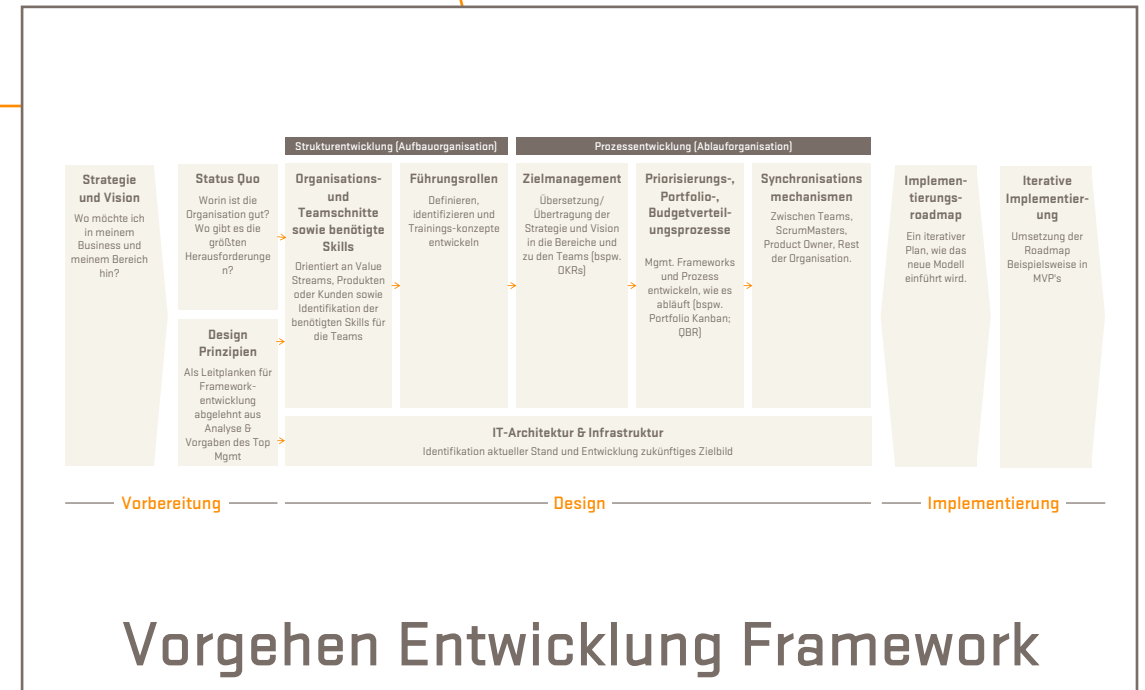 Strukturentwicklung (Aufbauorganisation)
Prozessentwicklung (Ablauforganisation)
Strategie
und Vision
Wo möchte ich
in meinem
Business und
meinem Bereich
hin?
Status Quo
Worin ist die
Organisation gut?
Wo gibt es die
größten
Herausforderunge
n?
Design
Prinzipien
Als Leitplanken für
Framework-
entwicklung
abgelehnt aus
Analyse &
Vorgaben des Top
Mgmt
Organisations-
und
Teamschnitte
sowie benötigte
Skills
Orientiert an Value
Streams, Produkten
oder Kunden sowie
Identifikation der
benötigten Skills für
die Teams
Führungsrollen
Definieren,
identifizieren und
Trainings-konzepte
entwickeln
Zielmanagement
Übersetzung/
Übertragung der
Strategie und Vision
in die Bereiche und
zu den Teams (bspw.
OKRs)
Priorisierungs-,
Portfolio-,
Budgetverteil-
ungsprozesse
Mgmt. Frameworks
und Prozess
entwickeln, wie es
abläuft (bspw.
Portfolio Kanban;
QBR)
Synchronisations
mechanismen
Zwischen Teams,
ScrumMasters,
Product Owner, Rest
der Organisation.
IT-Architektur & Infrastruktur
Identifikation aktueller Stand und Entwicklung zukünftiges Zielbild
Implemen-
tierungs-
roadmap
Ein iterativer
Plan, wie das
neue Modell
einführt wird.
Iterative
Implementier-
ung
Umsetzung der
Roadmap
Beispielsweise in
MVP's
Vorbereitung
Design
Implementierung
Vorgehen Entwicklung Framework